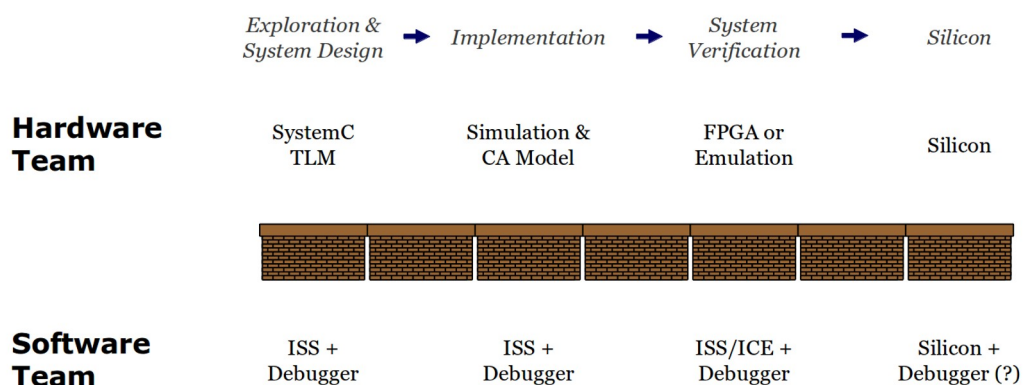 Exploration &
System Design
Implementation
System
Verification
Silicon
Hardware
Team
SystemC
TLM
Simulation &
CA Model
FPGA or
Emulation
Silicon
Software
Team
ISS +
Debugger
ISS +
Debugger
ISS/ICE +
Debugger
Silicon +
Debugger (?)